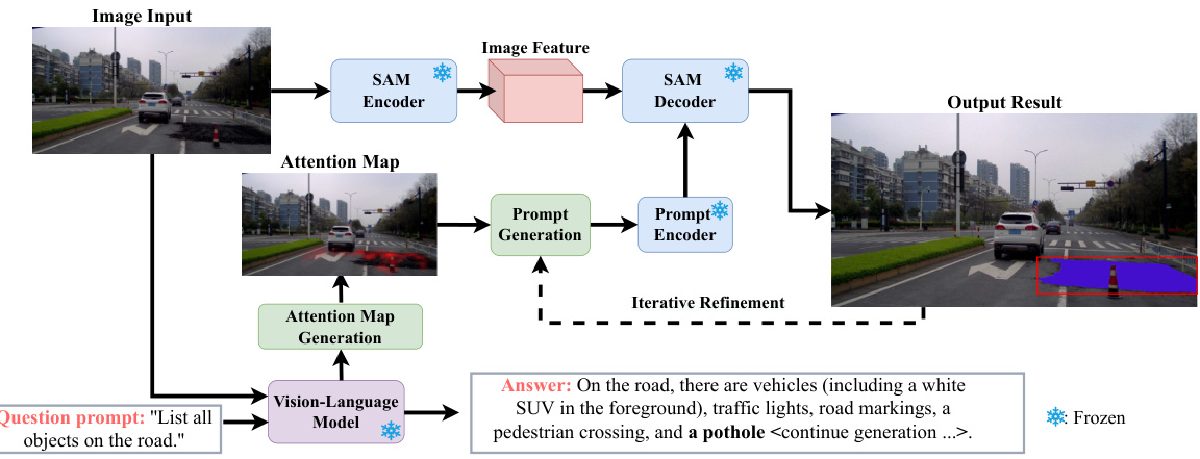 Image Input
SAM
Encoder
Image Feature
SAM
Decoder
Output Result
Attention Map
Prompt
Generation
Prompt
Encoder
Iterative Refinement
Attention Map
Generation
Question prompt: "List all
objects on the road."
Vision-Language
Model
Answer: On the road, there are vehicles (including a white
SUV in the foreground), traffic lights, road markings, a
pedestrian crossing, and a pothole <continue generation ...>.
: Frozen